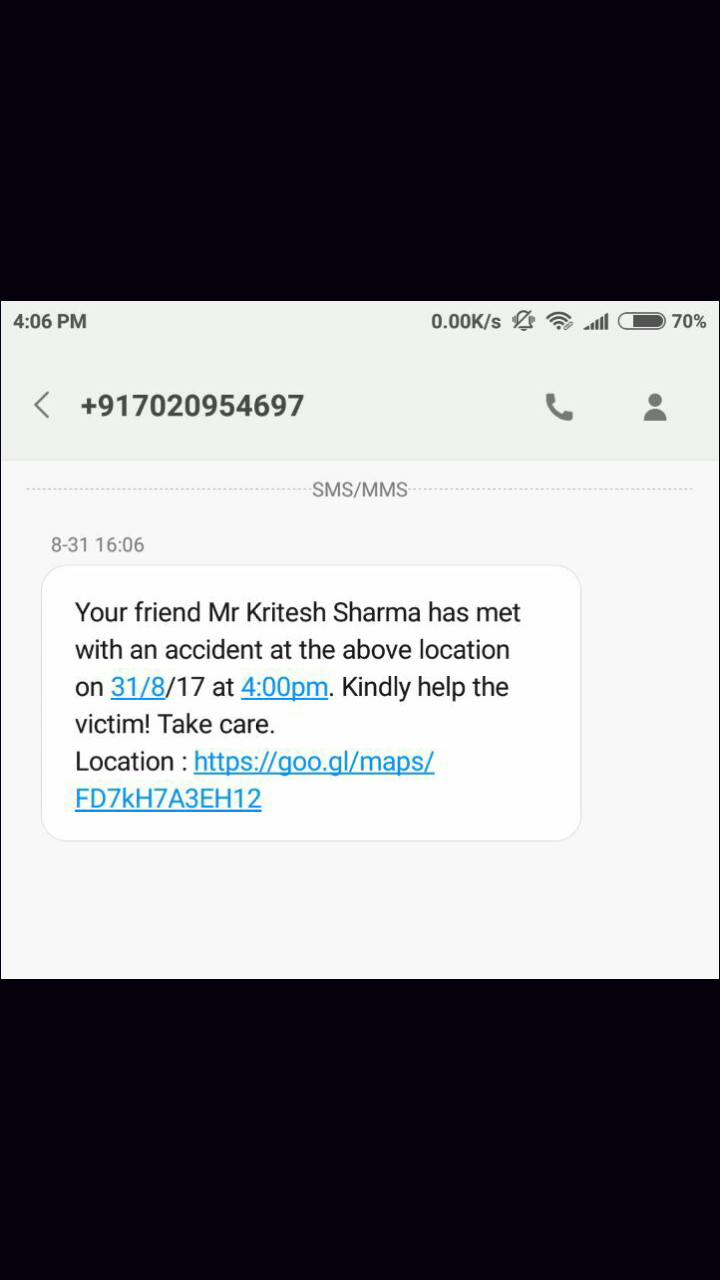 4:06 PM 0.00K/s 70%
+917020954697
SMS/MMS
8-31 16:06
Your friend Mr Kritesh Sharma has met
with an accident at the above location
on 31/8/17 at 4:00pm. Kindly help the
victim! Take care.
Location : https://goo.gl/maps/
FD7kH7A3EH12